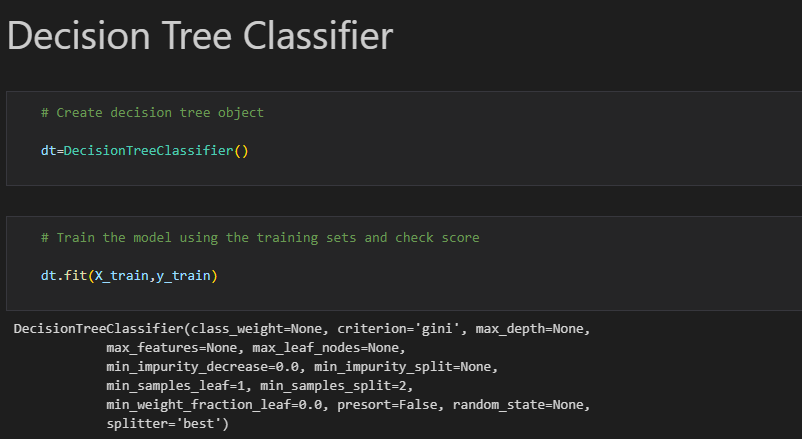 Decision Tree Classifier
# Create decision tree object
dt=DecisionTreeClassifier()
# Train the model using the training sets and check score
dt.fit(X_train,y_train)
DecisionTreeClassifier(class_weight=None, criterion='gini', max_depth=None,
            max_features=None, max_leaf_nodes=None,
            min_impurity_decrease=0.0, min_impurity_split=None,
            min_samples_leaf=1, min_samples_split=2,
            min_weight_fraction_leaf=0.0, presort=False, random_state=None,
            splitter='best')